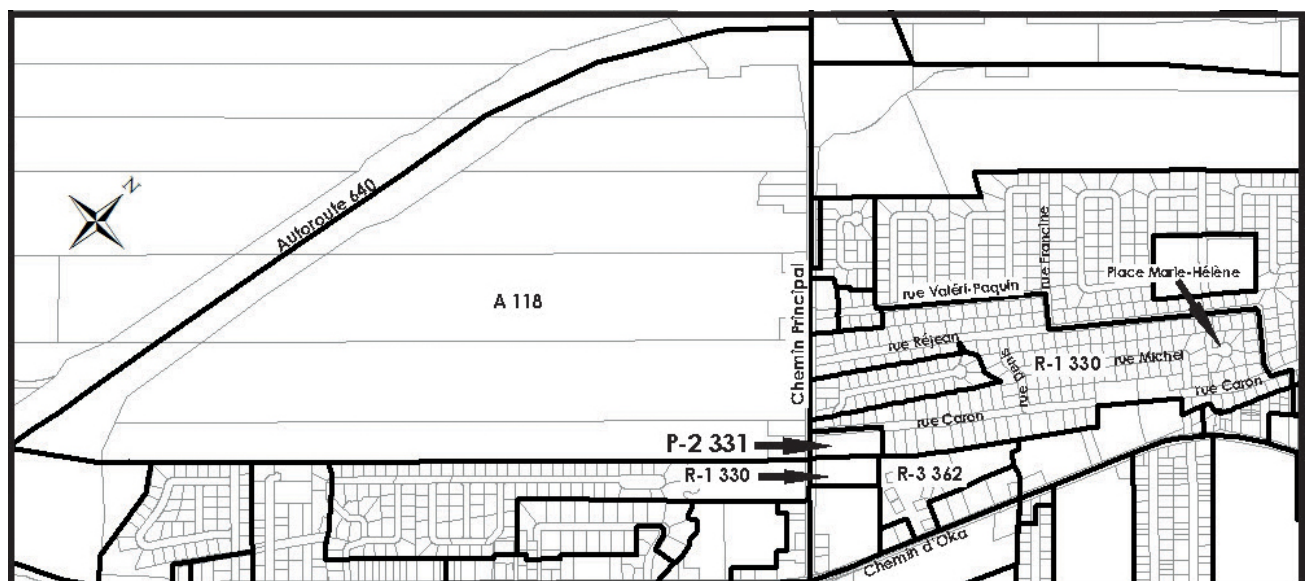 N
Autoroute 640
A 118
Chemin Principal
rue Francine
Place Marie-Hélène
rue Valéri-Paquin
rue Réjean
rue Denis
R-1 330
rue Michel
rue Caron
rue Caron
P-2 331
R-1 330
R-3 362
Chemin d'Oka